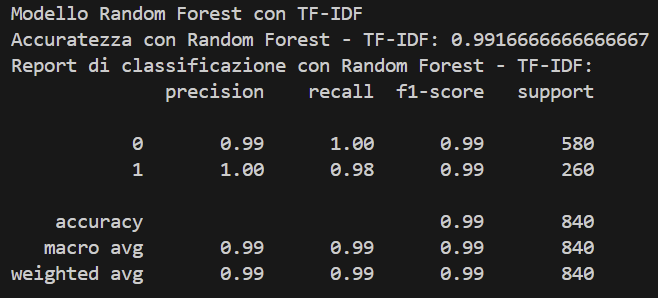 Modello Random Forest con TF-IDF
Accuratezza con Random Forest - TF-IDF: 0.9916666666666667
Report di classificazione con Random Forest - TF-IDF:
              precision    recall  f1-score   support

           0       0.99      1.00      0.99       580
           1       1.00      0.98      0.99       260

    accuracy                           0.99       840
   macro avg       0.99      0.99      0.99       840
weighted avg       0.99      0.99      0.99       840